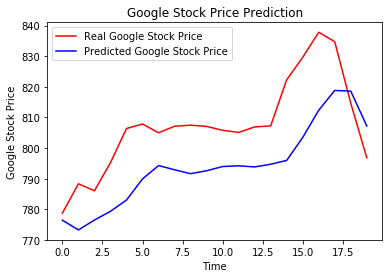 Google Stock Price Prediction
Real Google Stock Price
Predicted Google Stock Price
Google Stock Price
840
830
820
810
800
790
780
770
0.0 2.5 5.0 7.5 10.0 12.5 15.0 17.5
Time